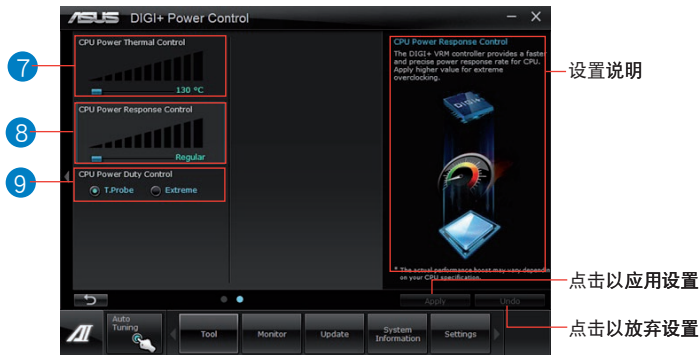 ASUS DIGI+ Power Control
7
CPU Power Thermal Control
130 °C
8
CPU Power Response Control
Regular
9
CPU Power Duty Control
T.Probe Extreme
CPU Power Response Control
The DIGI+ VRM controller provides a faster
and precise power response rate for CPU.
Apply higher value for extreme
overclocking.
DIGI+
* The actual performance boost may vary dependin
on your CPU specification.
设置说明
Apply Undo
点击以应用设置
点击以放弃设置
Auto
Tuning
Tool
Monitor
Update
System
Information
Settings